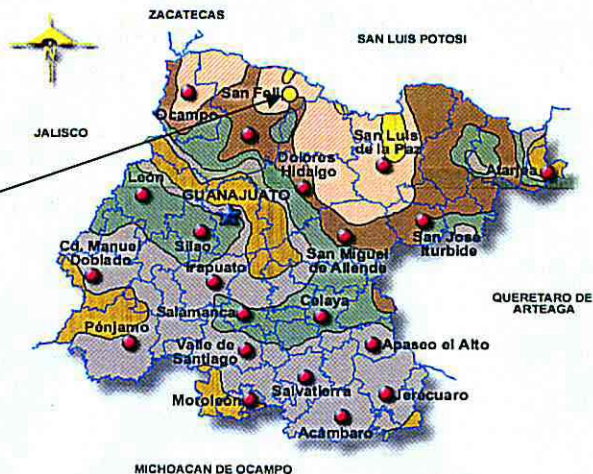 ZACATECAS
SAN LUIS POTOSI
N
JALISCO
San Feli
Ocampo
San Luis
de la Paz
Dolores
Hidalgo
Atarjea
León
GUANAJUATO
Silao
San Miguel
de Allende
San José
Iturbide
Cd. Manuel
Doblado
Irapuato
QUERETARO DE
ARTEAGA
Salamanca
Celaya
Pénjamo
Valle de
Santiago
Apaseo el Alto
Salvatierra
Moroleón
Jerécuaro
Acámbaro
MICHOACAN DE OCAMPO